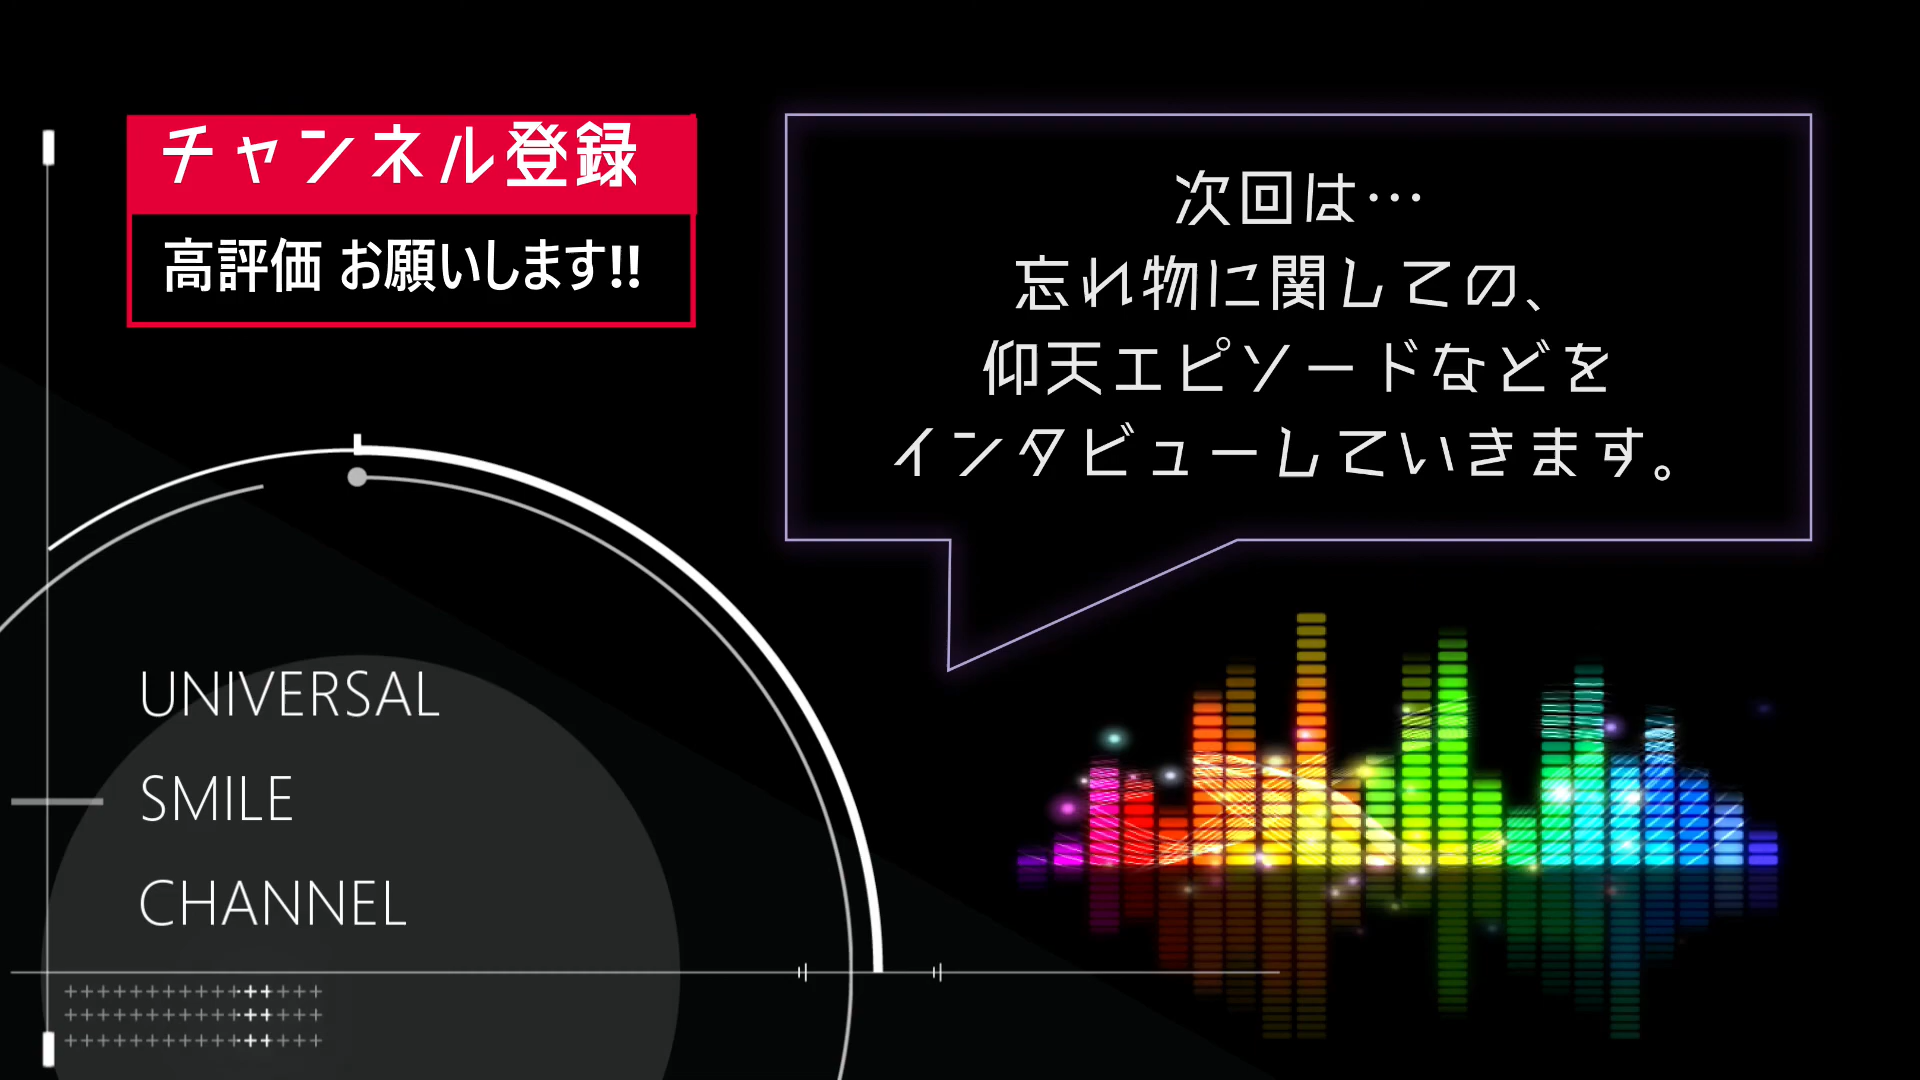 チャンネル登録
高評価 お願いします!!
次回は…
忘れ物に関しての、
仰天エピソードなどを
インタビューしていきます。
UNIVERSAL
SMILE
CHANNEL